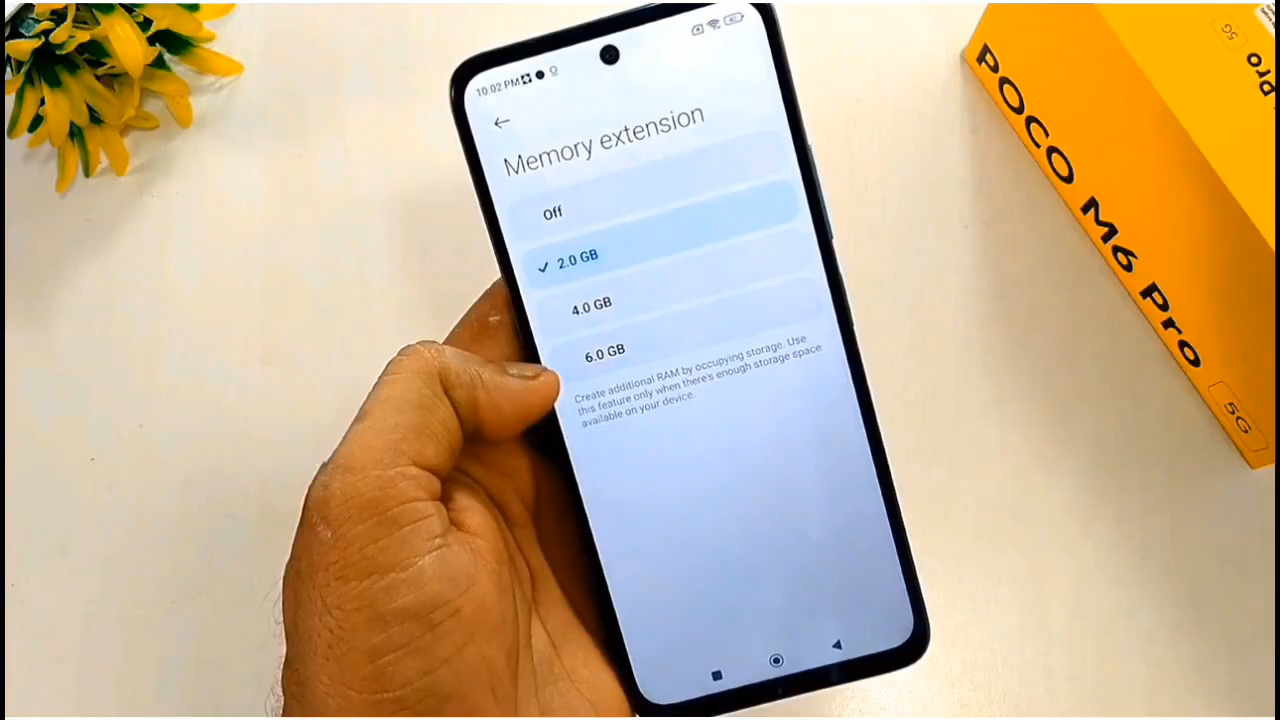 10:02 PM
Memory extension
Off
2.0 GB
4.0 GB
6.0 GB
Create additional RAM by occupying storage. Use
this feature only when there's enough storage space
available on your device.
POCO M6 Pro
5G
5G
Pro